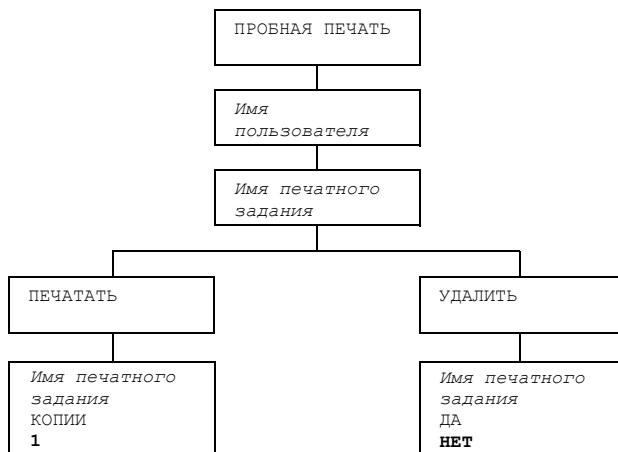 ПРОБНАЯ ПЕЧАТЬ
Имя
пользователя
Имя печатного
задания
ПЕЧАТАТЬ
УДАЛИТЬ
Имя печатного
задания
КОПИИ
1
Имя печатного
задания
ДА
НЕТ